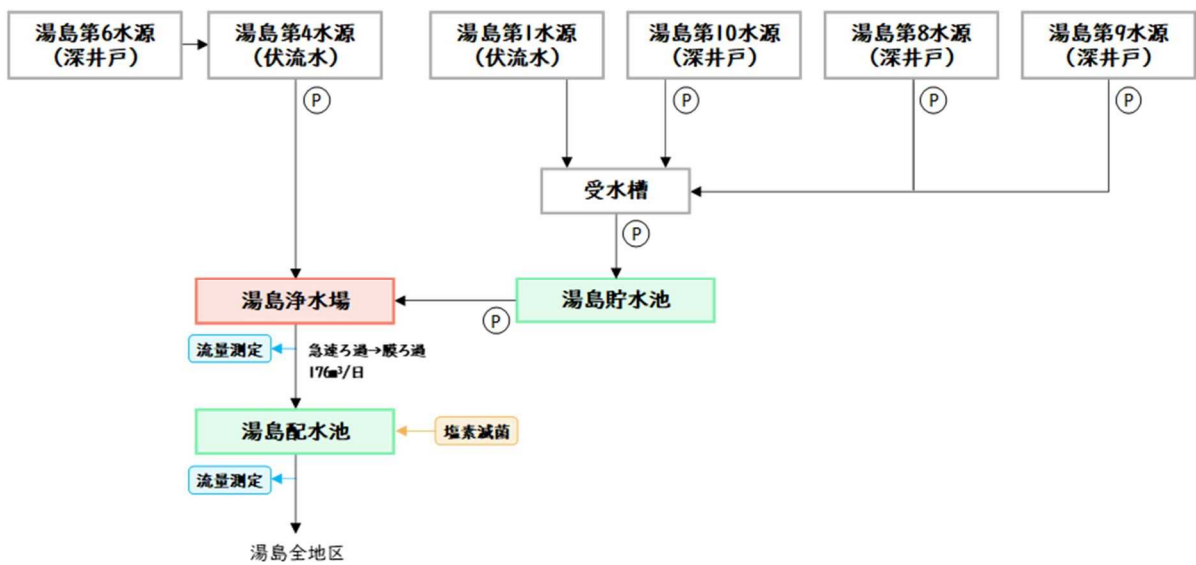 湯島第6水源
(深井戸)
湯島第4水源
(伏流水)
湯島第1水源
(伏流水)
湯島第10水源
(深井戸)
湯島第8水源
(深井戸)
湯島第9水源
(深井戸)
P
P
P
P
受水槽
P
湯島浄水場
湯島貯水池
P
流量測定
急速ろ過→膜ろ過
176m³/日
湯島配水池
塩素滅菌
流量測定
湯島全地区